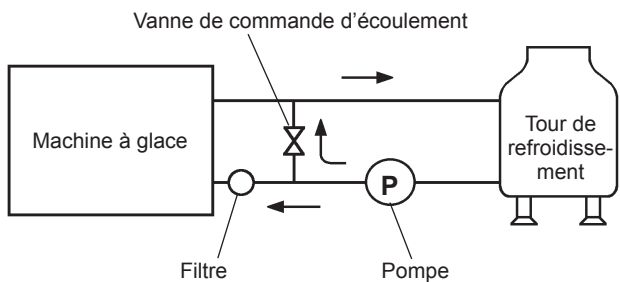 Vanne de commande d'écoulement
Machine à glace
Tour de
refroidisse-
ment
P
Filtre
Pompe